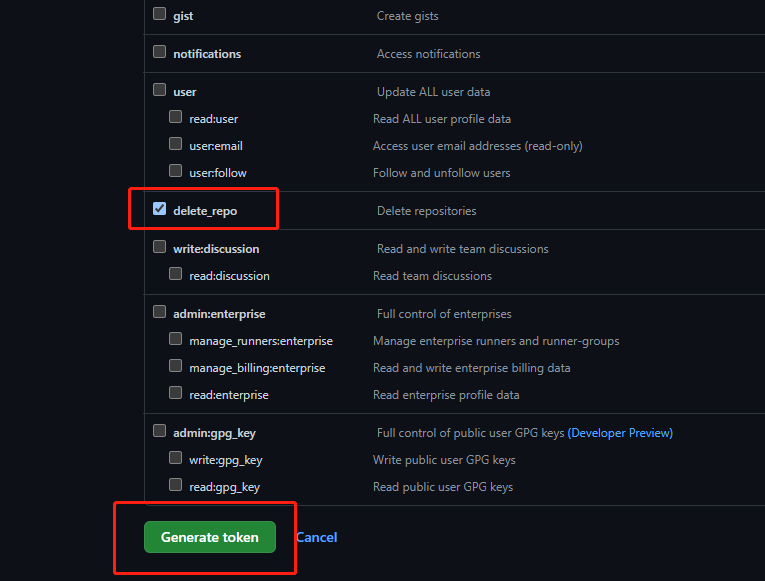 gist Create gists
notifications Access notifications
user Update ALL user data
read:user Read ALL user profile data
user:email Access user email addresses (read-only)
user:follow Follow and unfollow users
delete_repo Delete repositories
write:discussion Read and write team discussions
read:discussion Read team discussions
admin:enterprise Full control of enterprises
manage_runners:enterprise Manage enterprise runners and runner-groups
manage_billing:enterprise Read and write enterprise billing data
read:enterprise Read enterprise profile data
admin:gpg_key Full control of public user GPG keys (Developer Preview)
write:gpg_key Write public user GPG keys
read:gpg_key Read public user GPG keys
Generate token Cancel